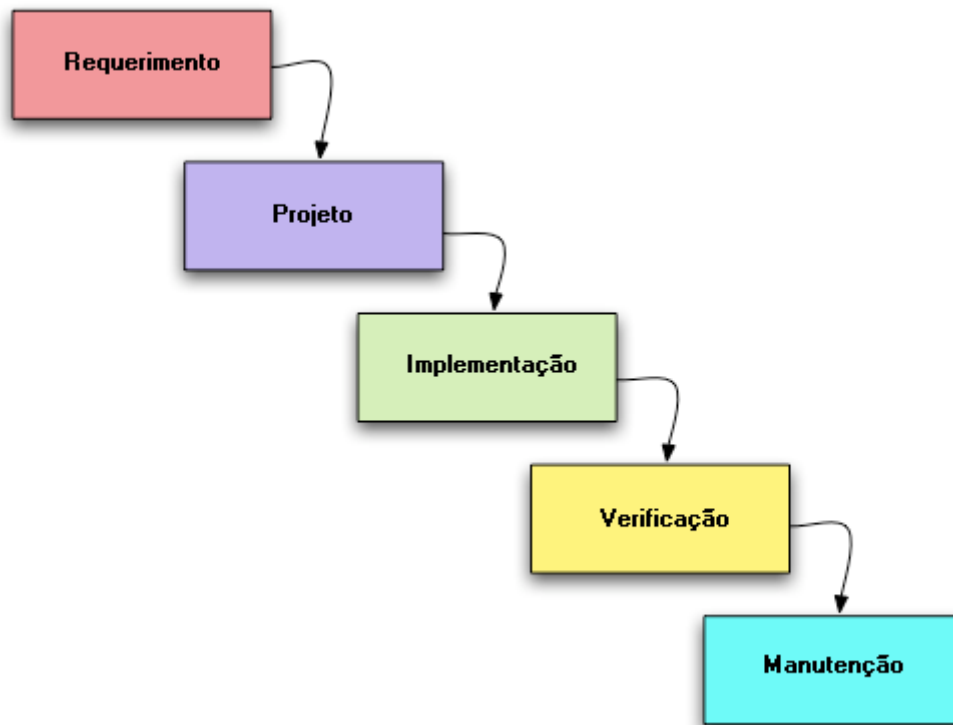 Requerimento
Projeto
Implementação
Verificação
Manutenção